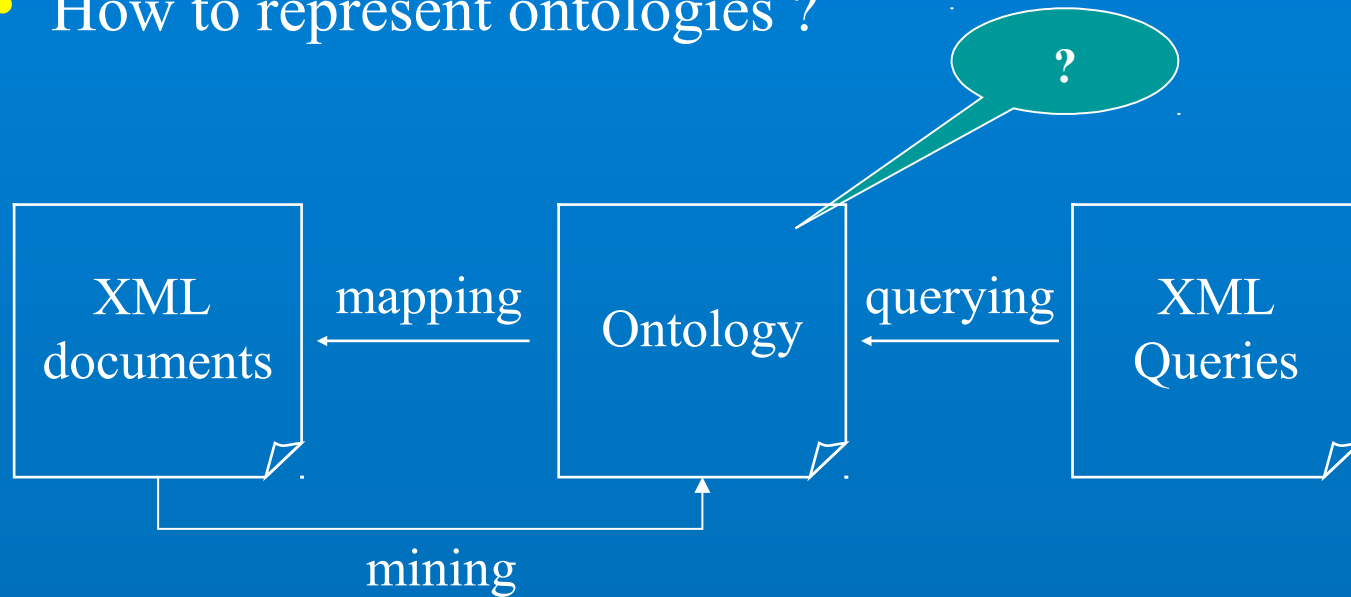 How to represent ontologies ?
?
XML
documents
mapping
Ontology
querying
XML
Queries
mining